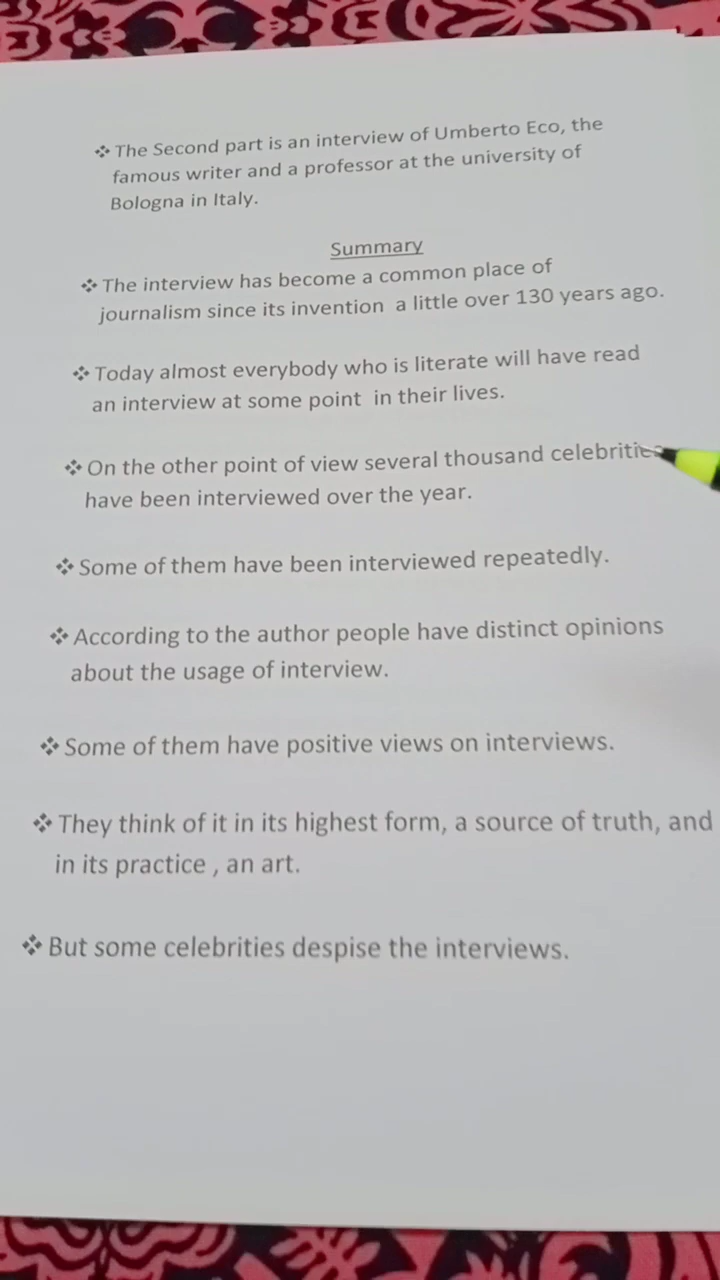 ❖ The Second part is an interview of Umberto Eco, the
famous writer and a professor at the university of
Bologna in Italy.
Summary
❖ The interview has become a common place of
journalism since its invention a little over 130 years ago.
❖ Today almost everybody who is literate will have read
an interview at some point in their lives.
❖ On the other point of view several thousand celebrities
have been interviewed over the year.
❖ Some of them have been interviewed repeatedly.
❖ According to the author people have distinct opinions
about the usage of interview.
❖ Some of them have positive views on interviews.
❖ They think of it in its highest form, a source of truth, and
in its practice , an art.
❖ But some celebrities despise the interviews.